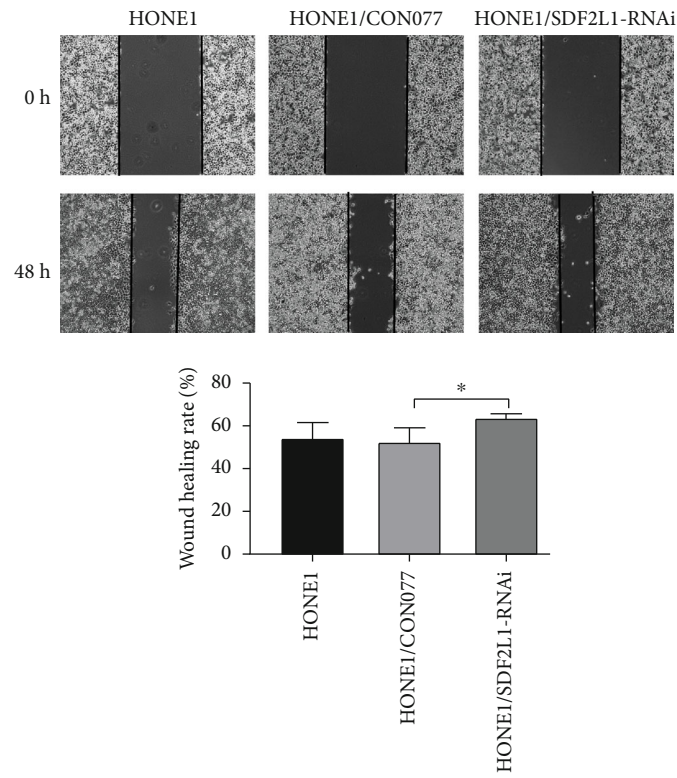 HONE1
HONE1/CON077
HONE1/SDF2L1-RNAi
0 h
48 h
Wound healing rate (%)
80
60
40
20
0
*
HONE1
HONE1/CON077
HONE1/SDF2L1-RNAi